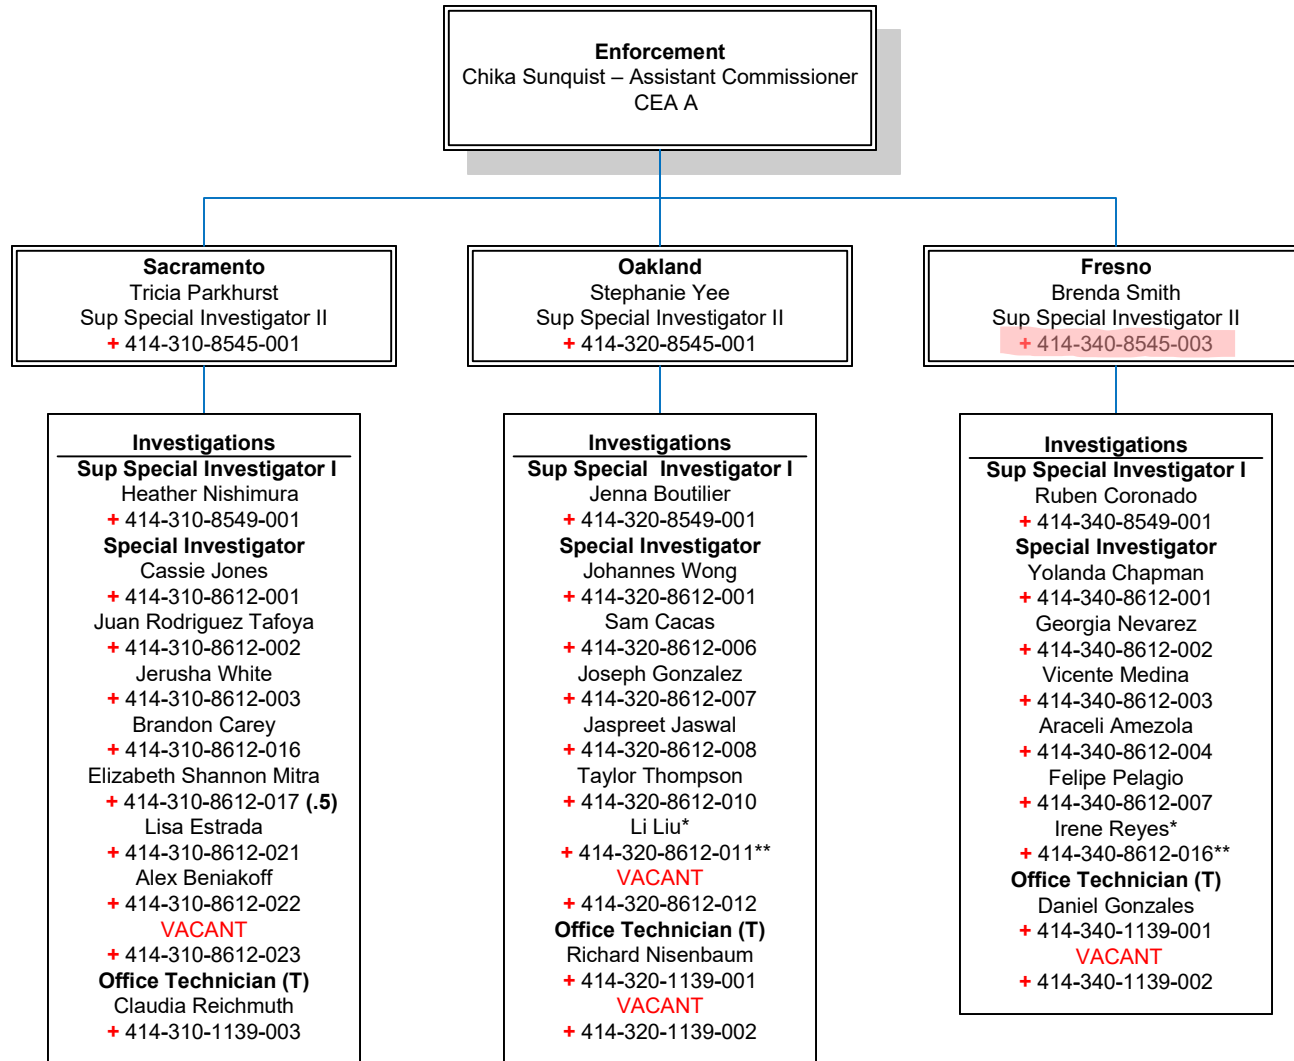 Enforcement
Chika Sunquist – Assistant Commissioner
CEA A
Sacramento
Tricia Parkhurst
Sup Special Investigator II
+ 414-310-8545-001
Oakland
Stephanie Yee
Sup Special Investigator II
+ 414-320-8545-001
Fresno
Brenda Smith
Sup Special Investigator II
+ 414-340-8545-003
Investigations
Sup Special Investigator I
Heather Nishimura
+ 414-310-8549-001
Special Investigator
Cassie Jones
+ 414-310-8612-001
Juan Rodriguez Tafoya
+ 414-310-8612-002
Jerusha White
+ 414-310-8612-003
Brandon Carey
+ 414-310-8612-016
Elizabeth Shannon Mitra
+ 414-310-8612-017 (.5)
Lisa Estrada
+ 414-310-8612-021
Alex Beniakoff
+ 414-310-8612-022
VACANT
+ 414-310-8612-023
Office Technician (T)
Claudia Reichmuth
+ 414-310-1139-003
Investigations
Sup Special Investigator I
Jenna Boutilier
+ 414-320-8549-001
Special Investigator
Johannes Wong
+ 414-320-8612-001
Sam Cacas
+ 414-320-8612-006
Joseph Gonzalez
+ 414-320-8612-007
Jaspreet Jaswal
+ 414-320-8612-008
Taylor Thompson
+ 414-320-8612-010
Li Liu*
+ 414-320-8612-011**
VACANT
+ 414-320-8612-012
Office Technician (T)
Richard Nisenbaum
+ 414-320-1139-001
VACANT
+ 414-320-1139-002
Investigations
Sup Special Investigator I
Ruben Coronado
+ 414-340-8549-001
Special Investigator
Yolanda Chapman
+ 414-340-8612-001
Georgia Nevarez
+ 414-340-8612-002
Vicente Medina
+ 414-340-8612-003
Araceli Amezola
+ 414-340-8612-004
Felipe Pelagio
+ 414-340-8612-007
Irene Reyes*
+ 414-340-8612-016**
Office Technician (T)
Daniel Gonzales
+ 414-340-1139-001
VACANT
+ 414-340-1139-002